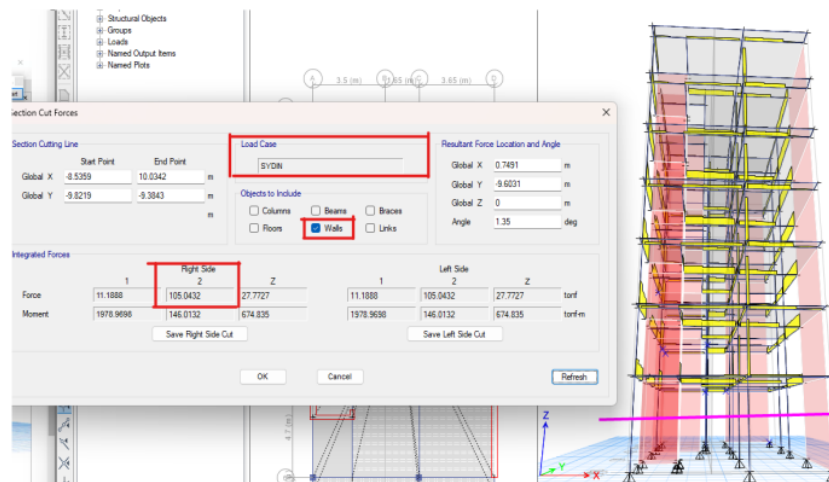 Structural Objects
Groups
Loads
Named Output Items
Named Plots
A 3.5 (m) B 1.65 (m) C 3.65 (m) D
Section Cut Forces
Section Cutting Line
Start Point End Point
Global X -8.5359 10.0342 m
Global Y -9.8219 -9.3843 m
m
Load Case
SYDIN
Objects to Include
Columns Beams Braces
Floors Walls Links
Resultant Force Location and Angle
Global X 0.7491 m
Global Y -9.6031 m
Global Z 0 m
Angle 1.35 deg
Integrated Forces
Right Side Left Side
1 2 Z 1 2 Z
Force 11.1888 105.0432 27.7727 11.1888 105.0432 27.7727 tonf
Moment 1978.9698 146.0132 674.835 1978.9698 146.0132 674.835 tonf-m
Save Right Side Cut Save Left Side Cut
OK Cancel Refresh
4.7 (m)
Z
Y
X